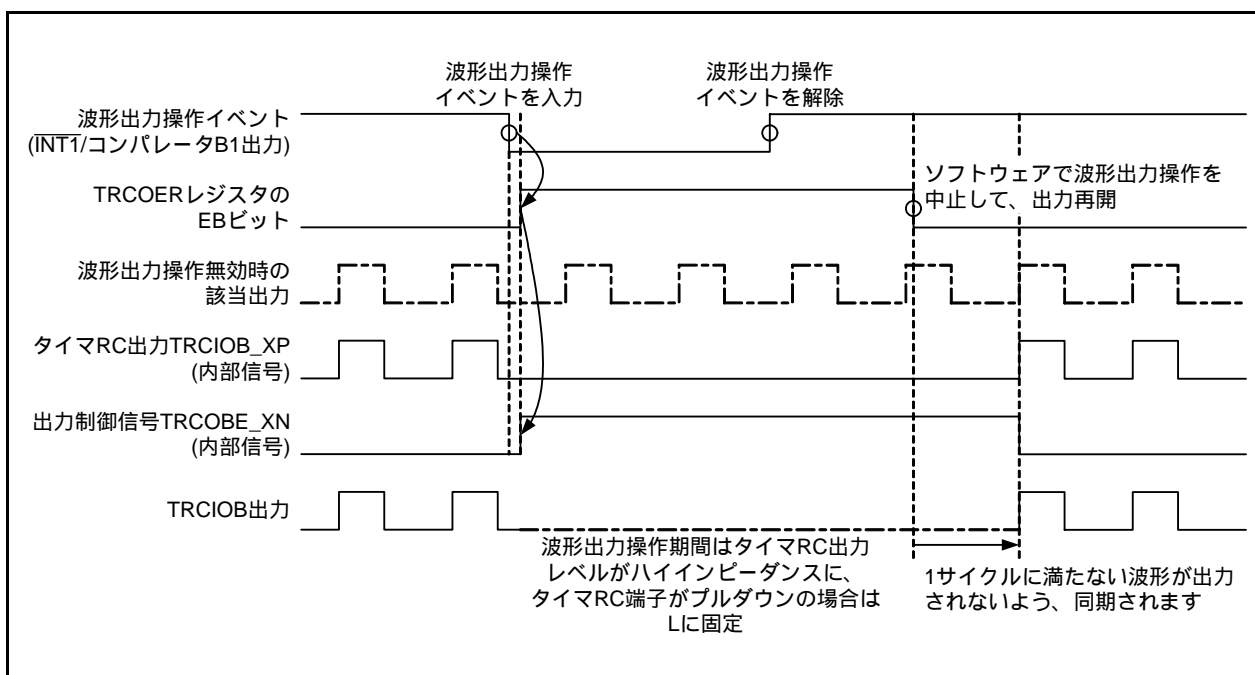 波形出力操作
イベントを入力
波形出力操作
イベントを解除
波形出力操作イベント
(INT1/コンパレータB1出力)
TRCOERレジスタの
EBビット
ソフトウェアで波形出力操作を
中止して、出力再開
波形出力操作無効時の
該当出力
タイマRC出力TRCIOB_XP
(内部信号)
出力制御信号TRCOBE_XN
(内部信号)
TRCIOB出力
波形出力操作期間はタイマRC出力
レベルがハイインピーダンスに、
タイマRC端子がプルダウンの場合は
Lに固定
1サイクルに満たない波形が出力
されないよう、同期されます